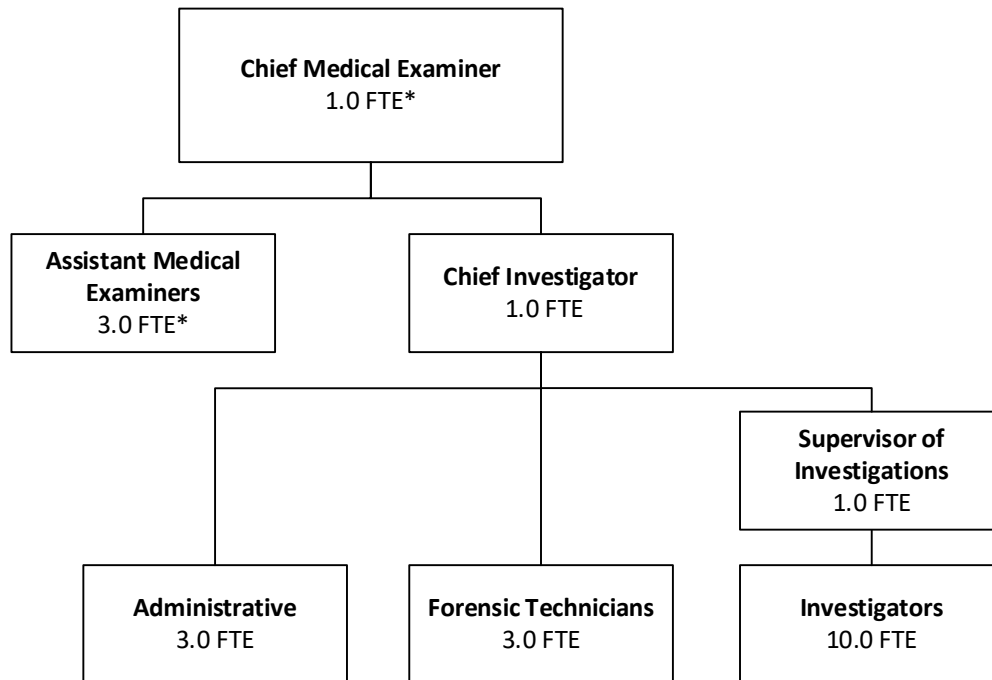 Chief Medical Examiner
1.0 FTE*
Assistant Medical
Examiners
3.0 FTE*
Chief Investigator
1.0 FTE
Supervisor of
Investigations
1.0 FTE
Administrative
3.0 FTE
Forensic Technicians
3.0 FTE
Investigators
10.0 FTE